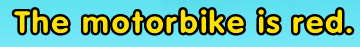 The motorbike is red.